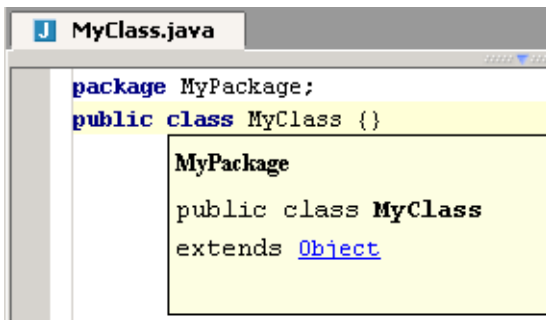 J MyClass.java
package MyPackage;
public class MyClass {}
MyPackage
public class MyClass
extends Object